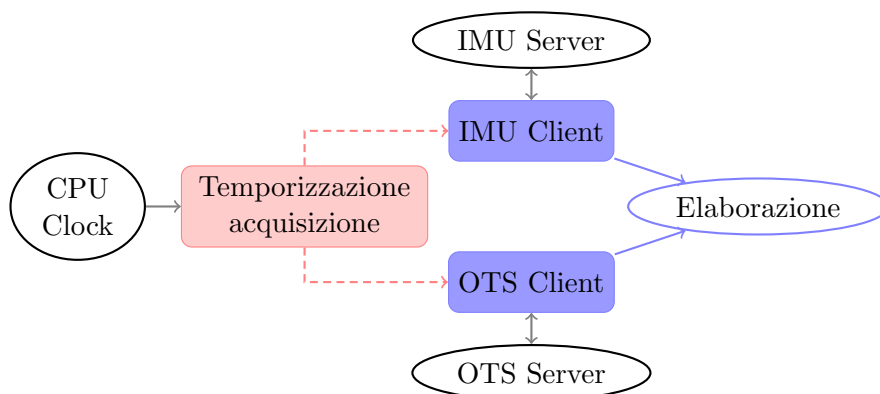 IMU Server
IMU Client
CPU
Clock
Temporizzazione
acquisizione
Elaborazione
OTS Client
OTS Server